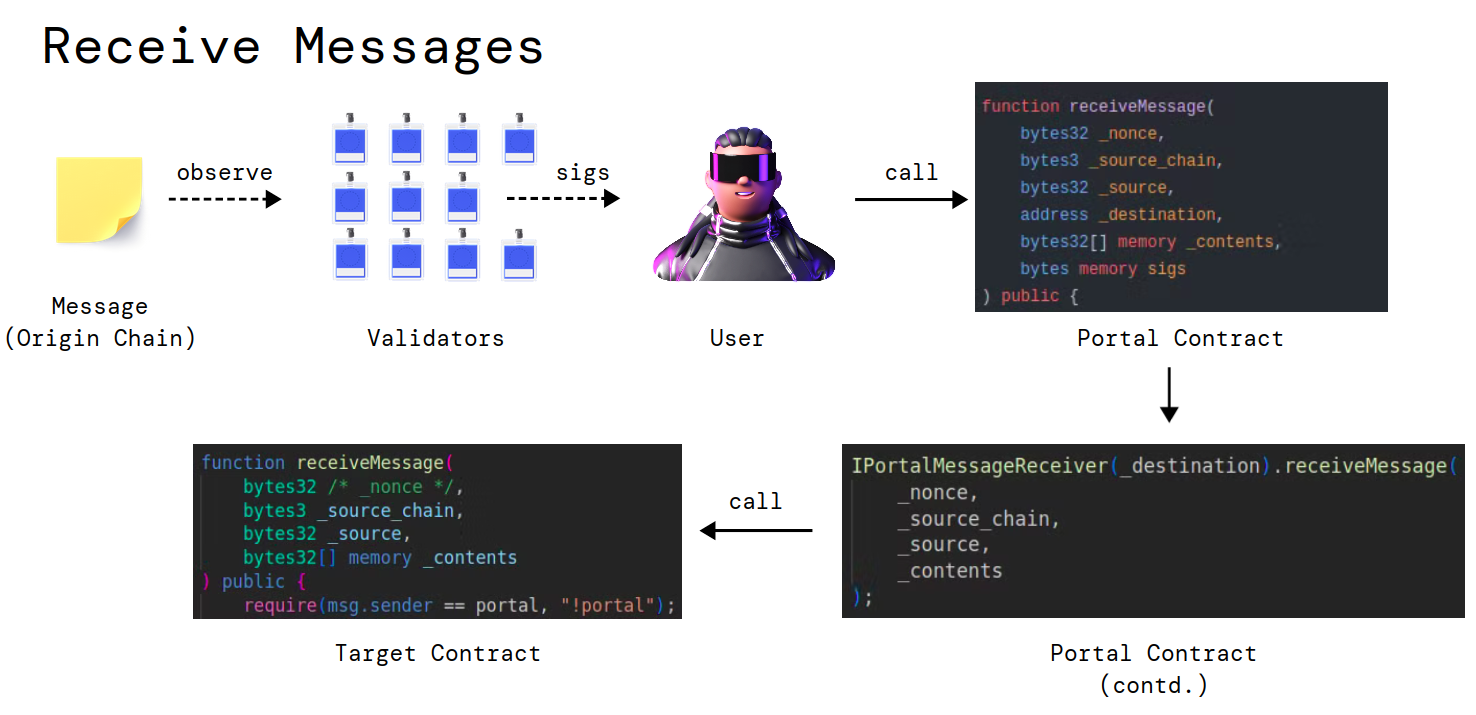 Receive Messages
observe
sigs
call
Message
(Origin Chain)
Validators
User
function receiveMessage(
bytes32 _nonce,
bytes3 _source_chain,
bytes32 _source,
address _destination,
bytes32[] memory _contents,
bytes memory sigs
) public {
Portal Contract
IPortalMessageReceiver(_destination).receiveMessage(
_nonce,
_source_chain,
_source,
_contents
);
Portal Contract
(contd.)
call
function receiveMessage(
bytes32 /* _nonce */,
bytes3 _source_chain,
bytes32 _source,
bytes32[] memory _contents
) public {
require(msg.sender == portal, "!portal");
Target Contract